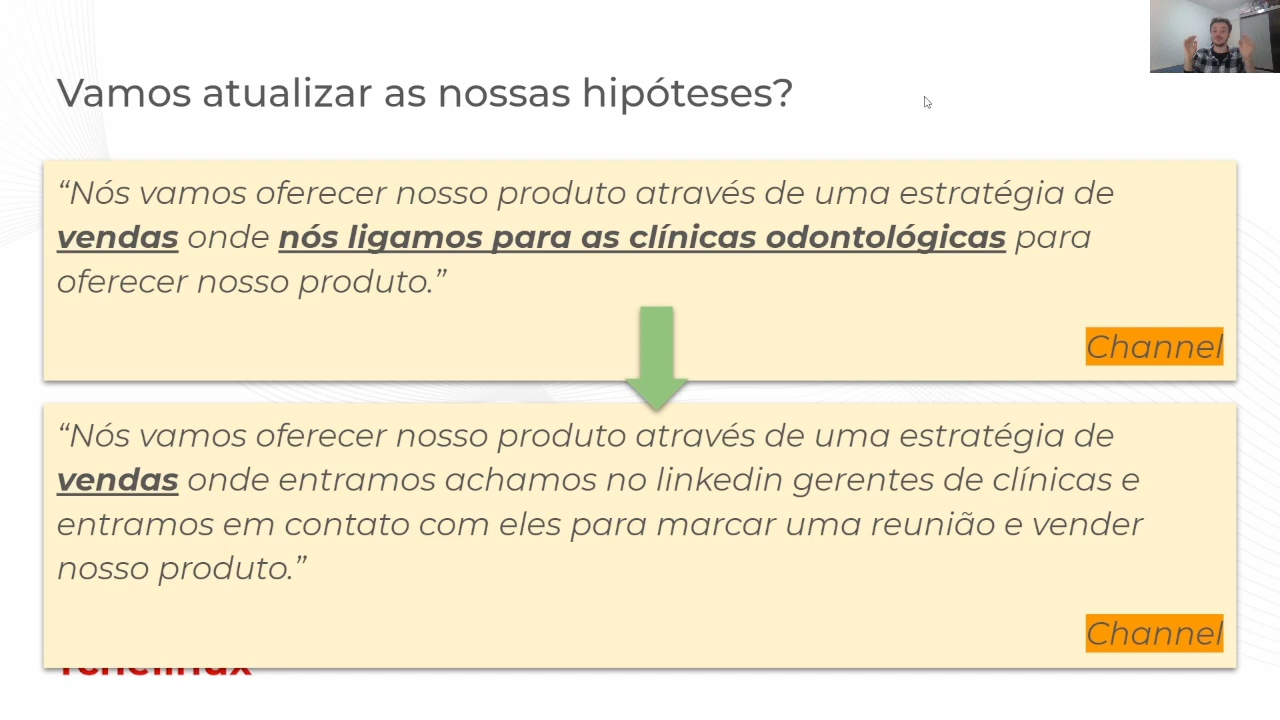 Vamos atualizar as nossas hipóteses?
“Nós vamos oferecer nosso produto através de uma estratégia de
vendas onde nós ligamos para as clínicas odontológicas para
oferecer nosso produto.”
Channel
“Nós vamos oferecer nosso produto através de uma estratégia de
vendas onde entramos achamos no linkedin gerentes de clínicas e
entramos em contato com eles para marcar uma reunião e vender
nosso produto.”
Channel